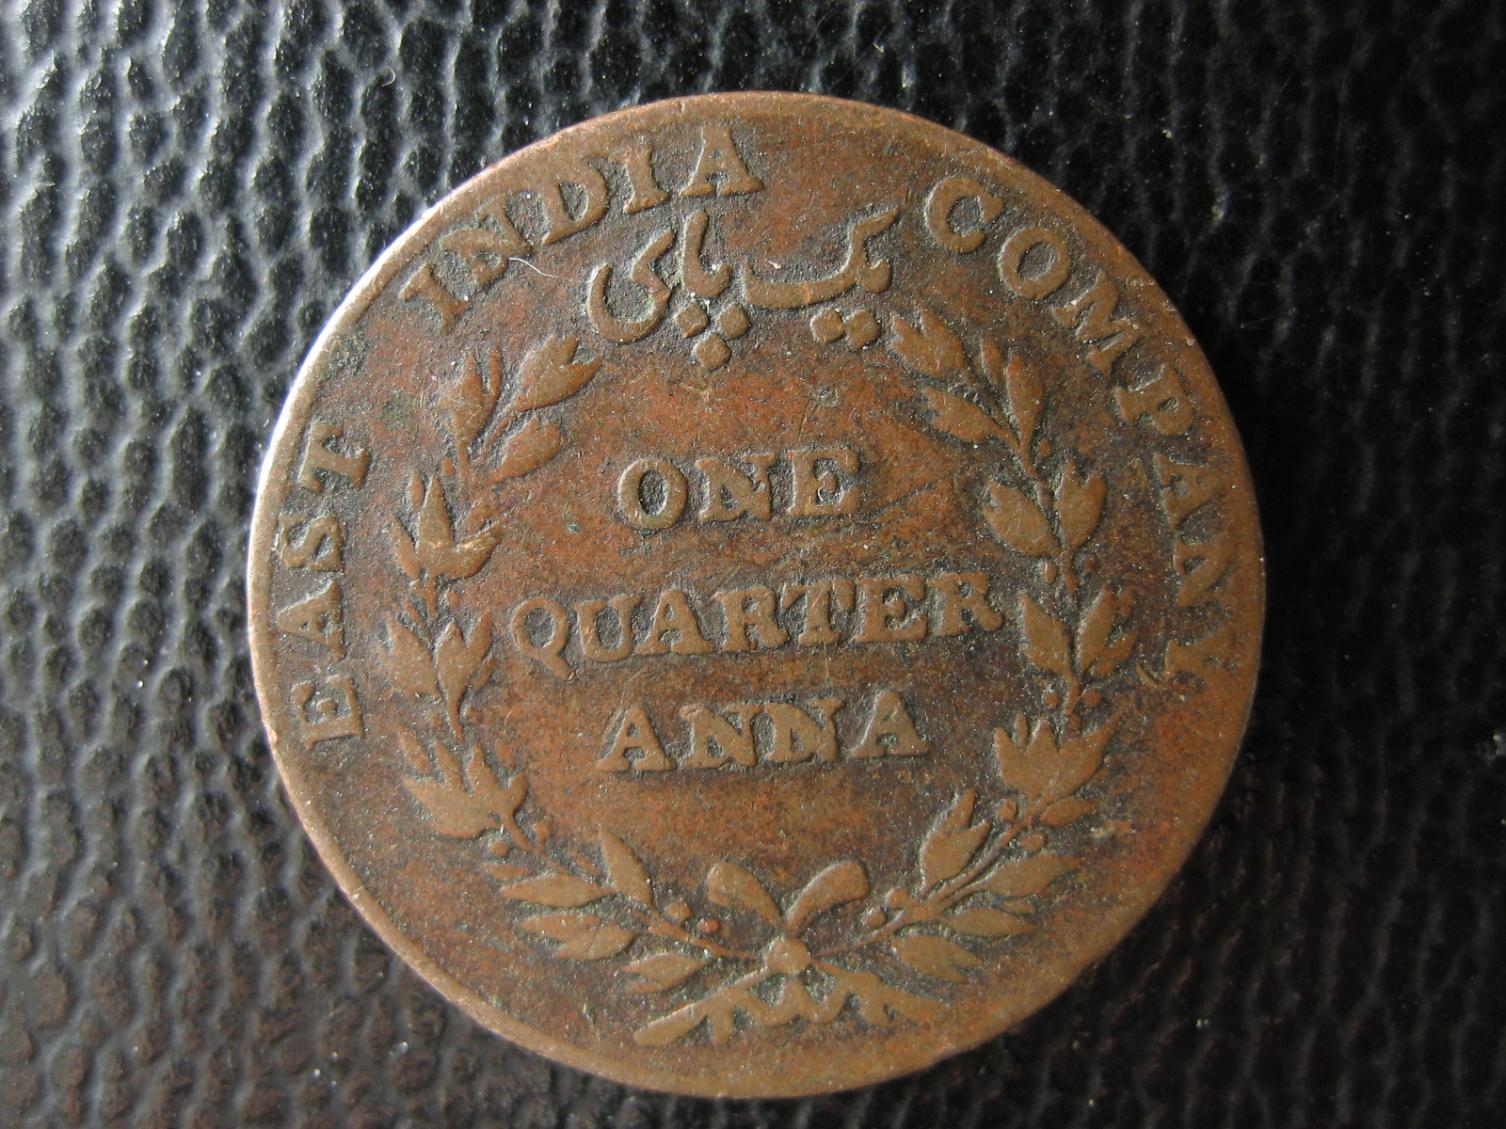 EAST INDIA COMPANY
یک پای
ONE
QUARTER
ANNA